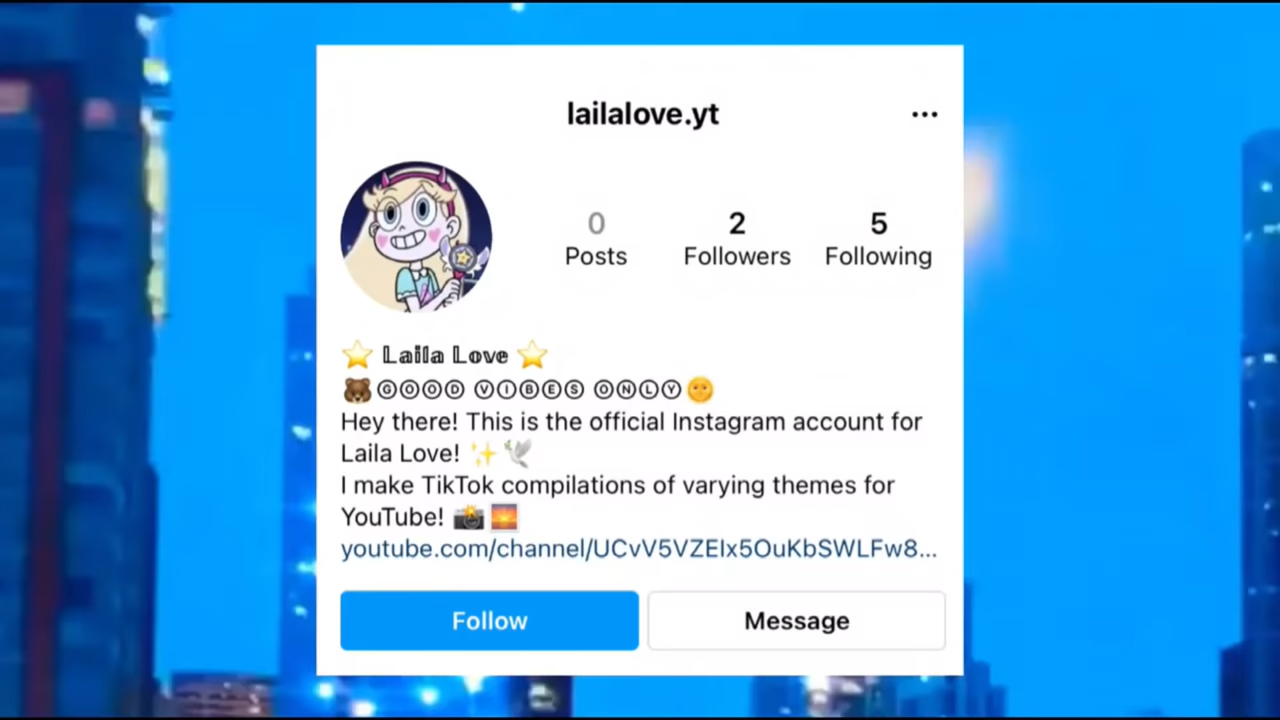 lailalove.yt
...
0 2 5
Posts Followers Following
⭐ 𝕃𝕒𝕚𝕝𝕒 𝕃𝕠𝕧𝕖 ⭐
🐻ⒼⓄⓄⒹ ⓋⒾⒷⒺⓈ ⓄⓃⓁⓎ🌞
Hey there! This is the official Instagram account for
Laila Love! ✨🕊
I make TikTok compilations of varying themes for
YouTube! 📸🌅
youtube.com/channel/UCvV5VZEIx5OuKbSWLFw8...
Follow Message